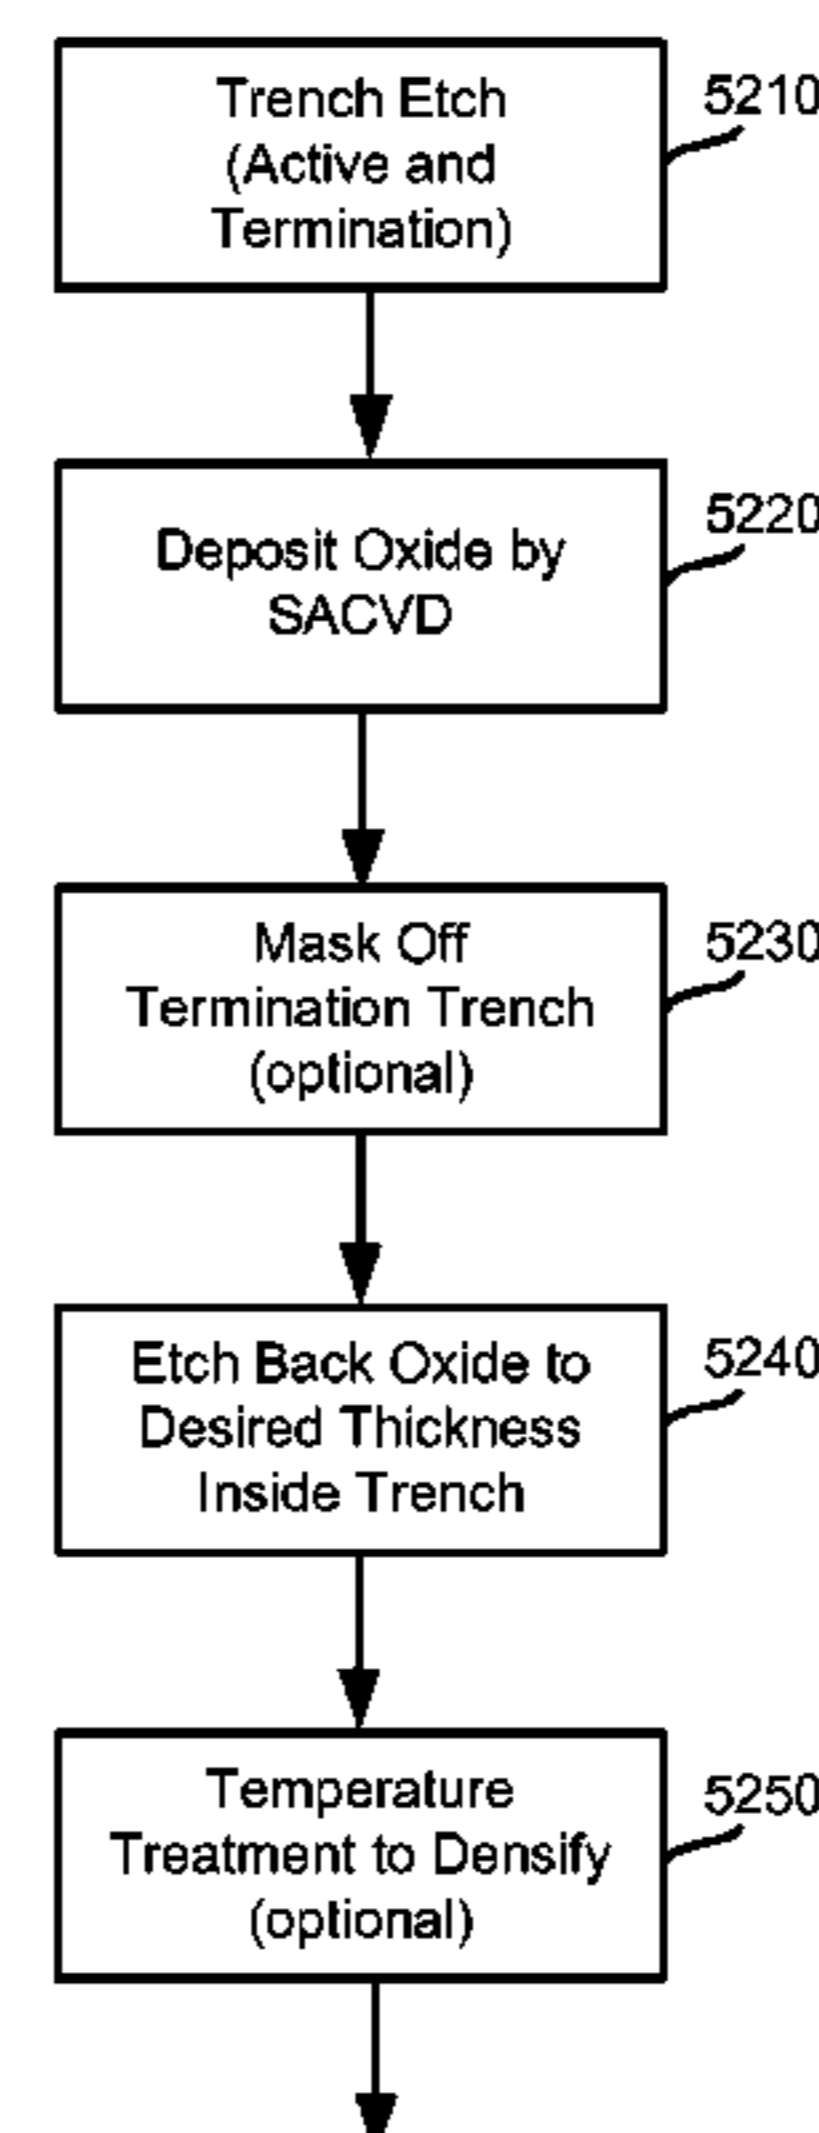 Trench Etch
(Active and
Termination)
5210
Deposit Oxide by
SACVD
5220
Mask Off
Termination Trench
(optional)
5230
Etch Back Oxide to
Desired Thickness
Inside Trench
5240
Temperature
Treatment to Densify
(optional)
5250